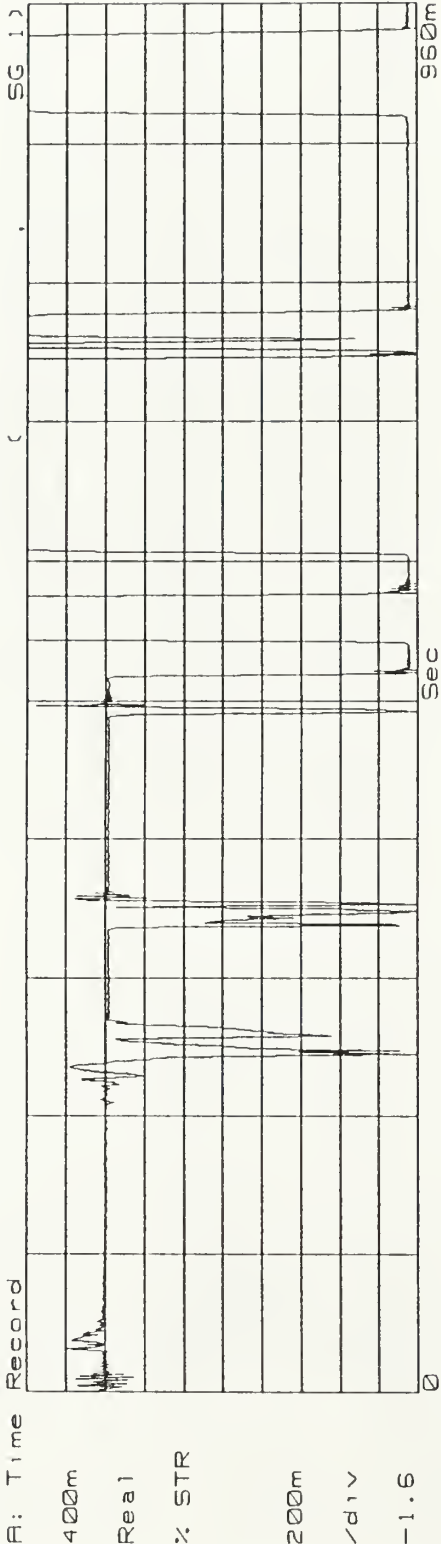 A: Time Record ( . SG 1)
400m
Real
% STR
200m
/div
-1.6
0 Sec 960m